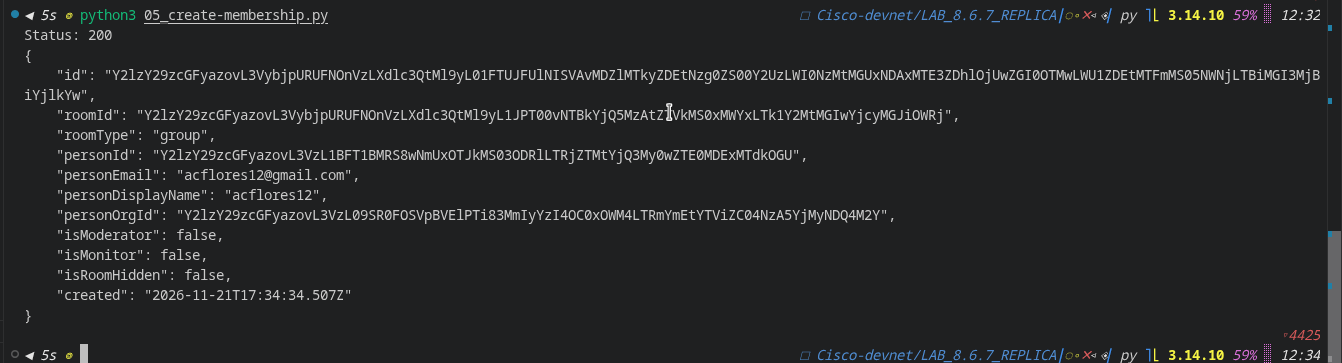 ◀ 5s python3 05_create-membership.py Cisco-devnet/LAB_8.6.7_REPLICA py 3.14.10 59% 12:32
Status: 200
{
    "id": "Y2lzY29zcGFyazovL3VybjpURUFNOnVzLXdlc3QtMl9yL01FTUJFUlNISVAvMDZlMTkyZDEtNzg0ZS00Y2UzLWI0NzMtMGUxNDAxMTE3ZDhlOjUwZGI0OTMwLWU1ZDEtMTFmMS05NWNjLTBiMGI3MjB
iYjlkYw",
    "roomType": "group",
    "personId": "Y2lzY29zcGFyazovL3VzL1BFT1BMRS8wNmUxOTJkMS03ODRlLTRjZTMtYjQ3My0wZTE0MDExMTdkOGU",
    "personEmail": "acflores12@gmail.com",
    "personDisplayName": "acflores12",
    "personOrgId": "Y2lzY29zcGFyazovL3VzL09SR0FOSVpBVElPTi83MmIyYzI4OC0xOWM4LTRmYmEtYTViZC04NzA5YjMyNDQ4M2Y",
    "isModerator": false,
    "isMonitor": false,
    "isRoomHidden": false,
    "created": "2026-11-21T17:34:34.507Z"
}
4425
◀ 5s Cisco-devnet/LAB_8.6.7_REPLICA py 3.14.10 59% 12:34